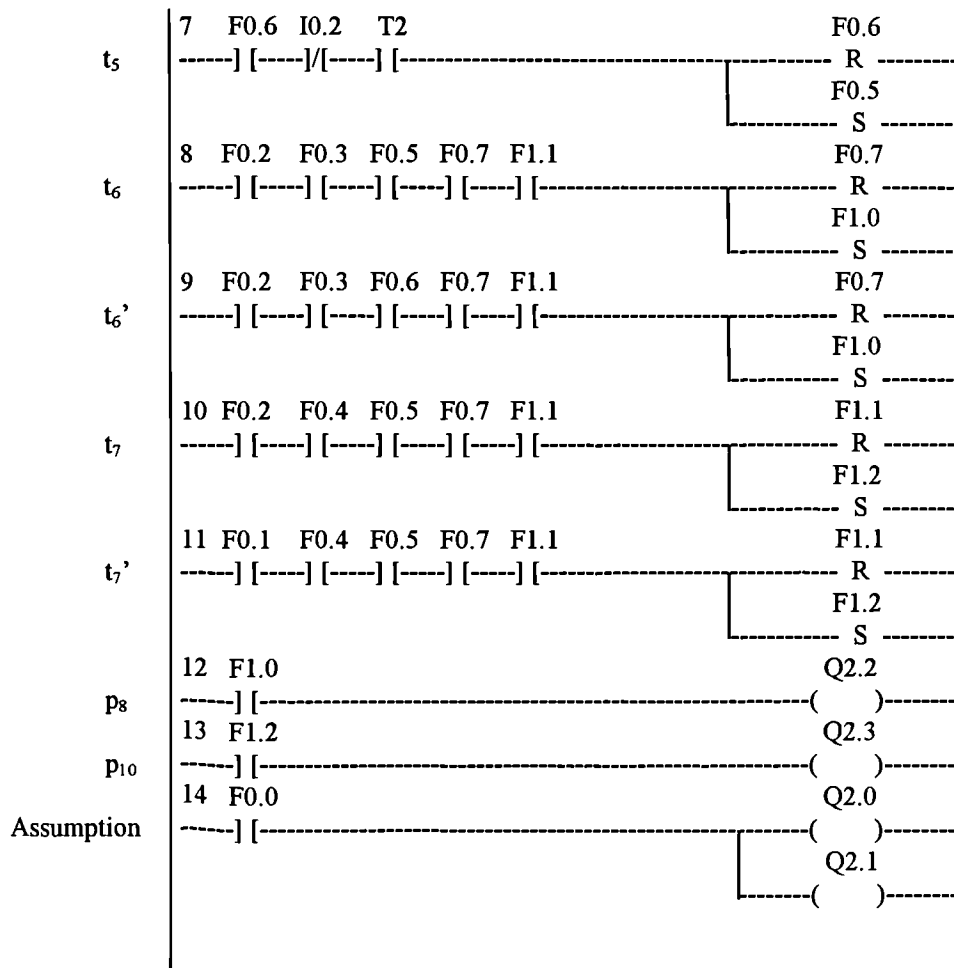 7 F0.6 I0.2 T2 F0.6
t5 ------] [-----]/[-----] [------ R -------
F0.5
-------- S -------
8 F0.2 F0.3 F0.5 F0.7 F1.1 F0.7
t6 ------] [-----] [-----] [-----] [-----] [------ R -------
F1.0
-------- S -------
9 F0.2 F0.3 F0.6 F0.7 F1.1 F0.7
t6’ ------] [-----] [-----] [-----] [-----] [------ R -------
F1.0
-------- S -------
10 F0.2 F0.4 F0.5 F0.7 F1.1 F1.1
t7 ------] [-----] [-----] [-----] [-----] [------ R -------
F1.2
-------- S -------
11 F0.1 F0.4 F0.5 F0.7 F1.1 F1.1
t7’ ------] [-----] [-----] [-----] [-----] [------ R -------
F1.2
-------- S -------
12 F1.0 Q2.2
p8 ------] [------( )------
13 F1.2 Q2.3
p10 ------] [------( )------
14 F0.0 Q2.0
Assumption ------] [------( )------
Q2.1
-------( )------